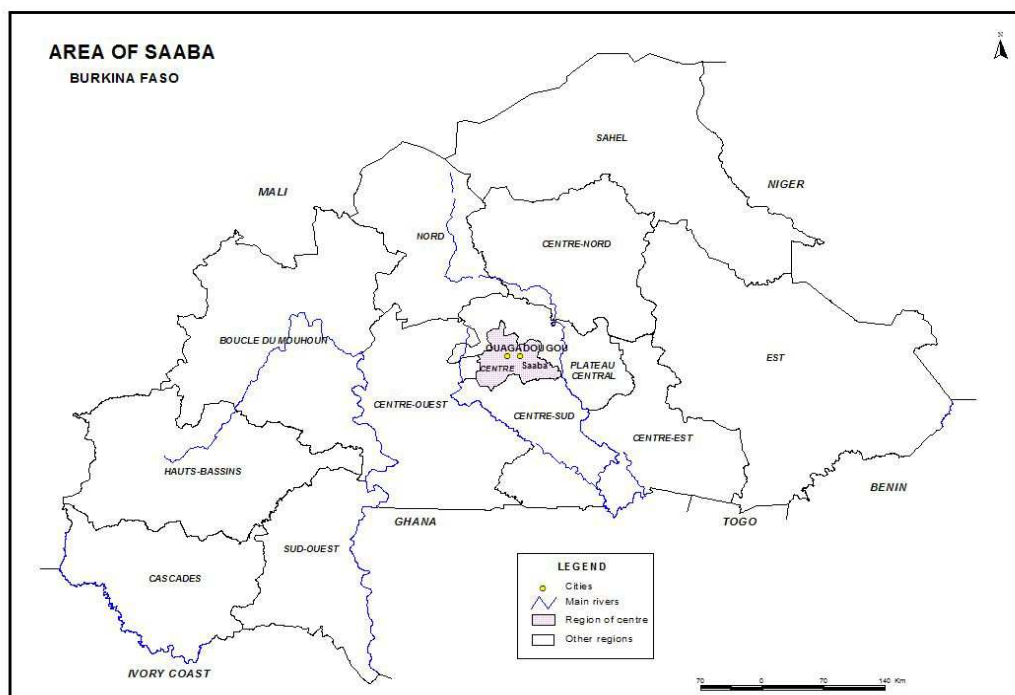 AREA OF SAABA
BURKINA FASO
N
SAHEL
MALI
NIGER
NORD
CENTRE-NORD
BOUCLE DU MOUHOUN
OUAGADOUGOU
EST
CENTRE
Saaba
PLATEAU
CENTRAL
CENTRE-OUEST
CENTRE-SUD
CENTRE-EST
HAUTS-BASSINS
BENIN
GHANA
TOGO
SUD-OUEST
CASCADES
LEGEND
Cities
Main rivers
Region of centre
Other regions
IVORY COAST
70 0 70 140 Km